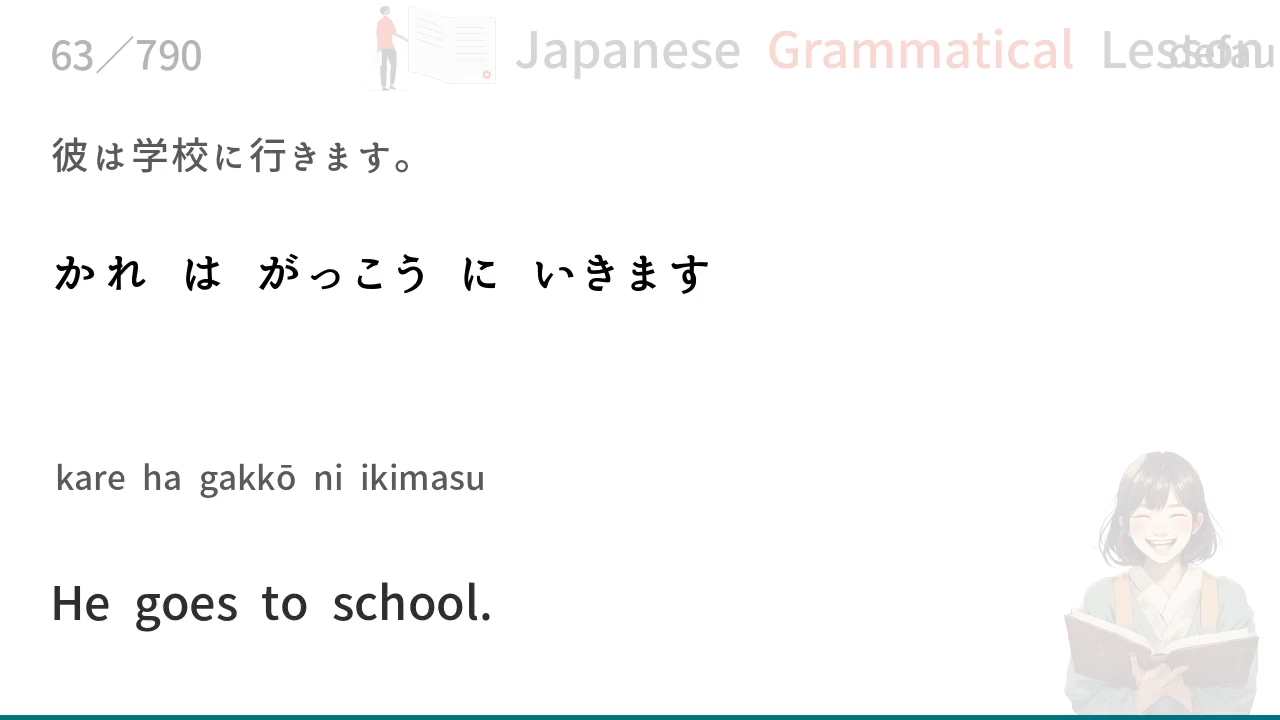 63／790
Japanese Grammatical Lesson
彼は学校に行きます。
かれ は がっこう に いきます
kare ha gakkō ni ikimasu
He goes to school.